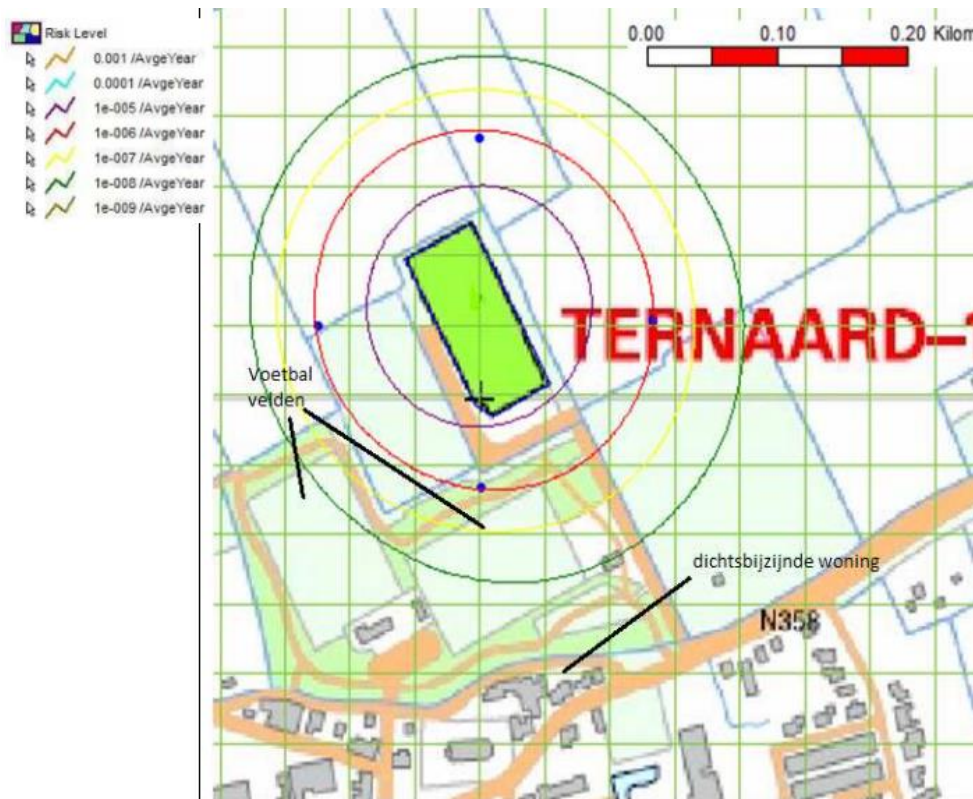 Risk Level
0.001 /AvgeYear
0.0001 /AvgeYear
1e-005 /AvgeYear
1e-006 /AvgeYear
1e-007 /AvgeYear
1e-008 /AvgeYear
1e-009 /AvgeYear
0.00 0.10 0.20 Kilom
TERNAARD-1
Voetbal
velden
dichtsbijzijnde woning
N358